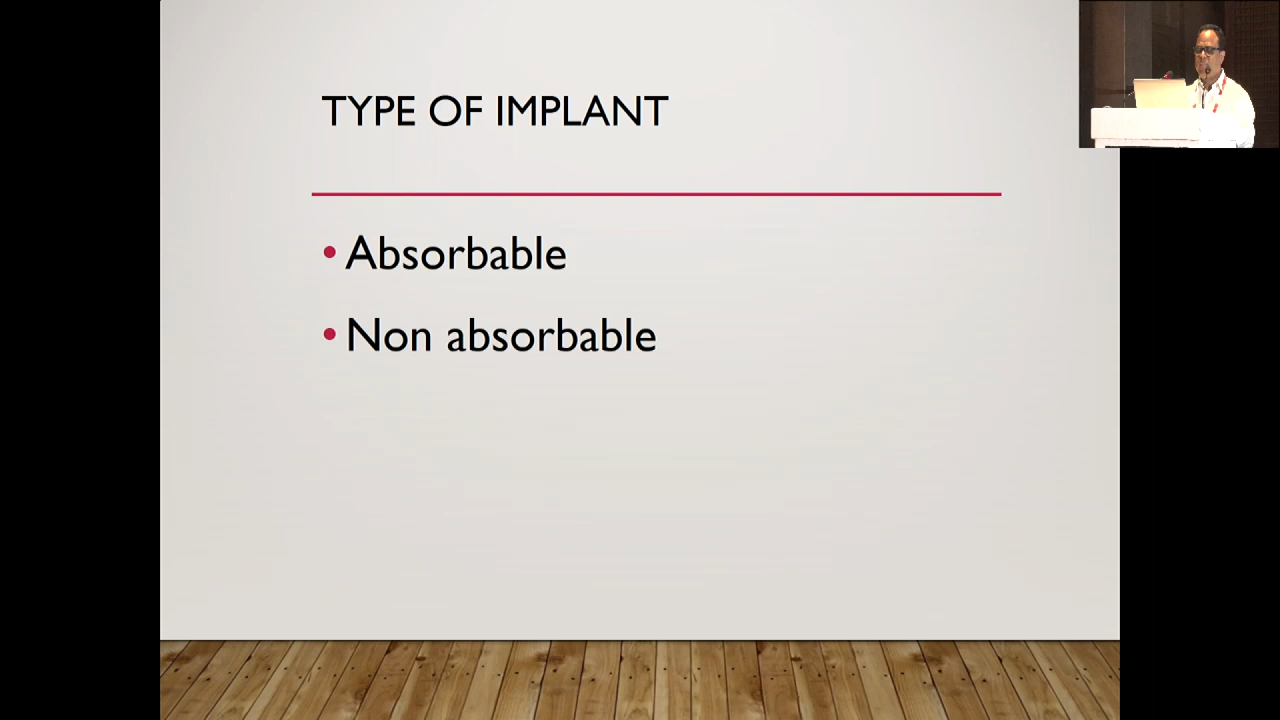 TYPE OF IMPLANT
• Absorbable
• Non absorbable